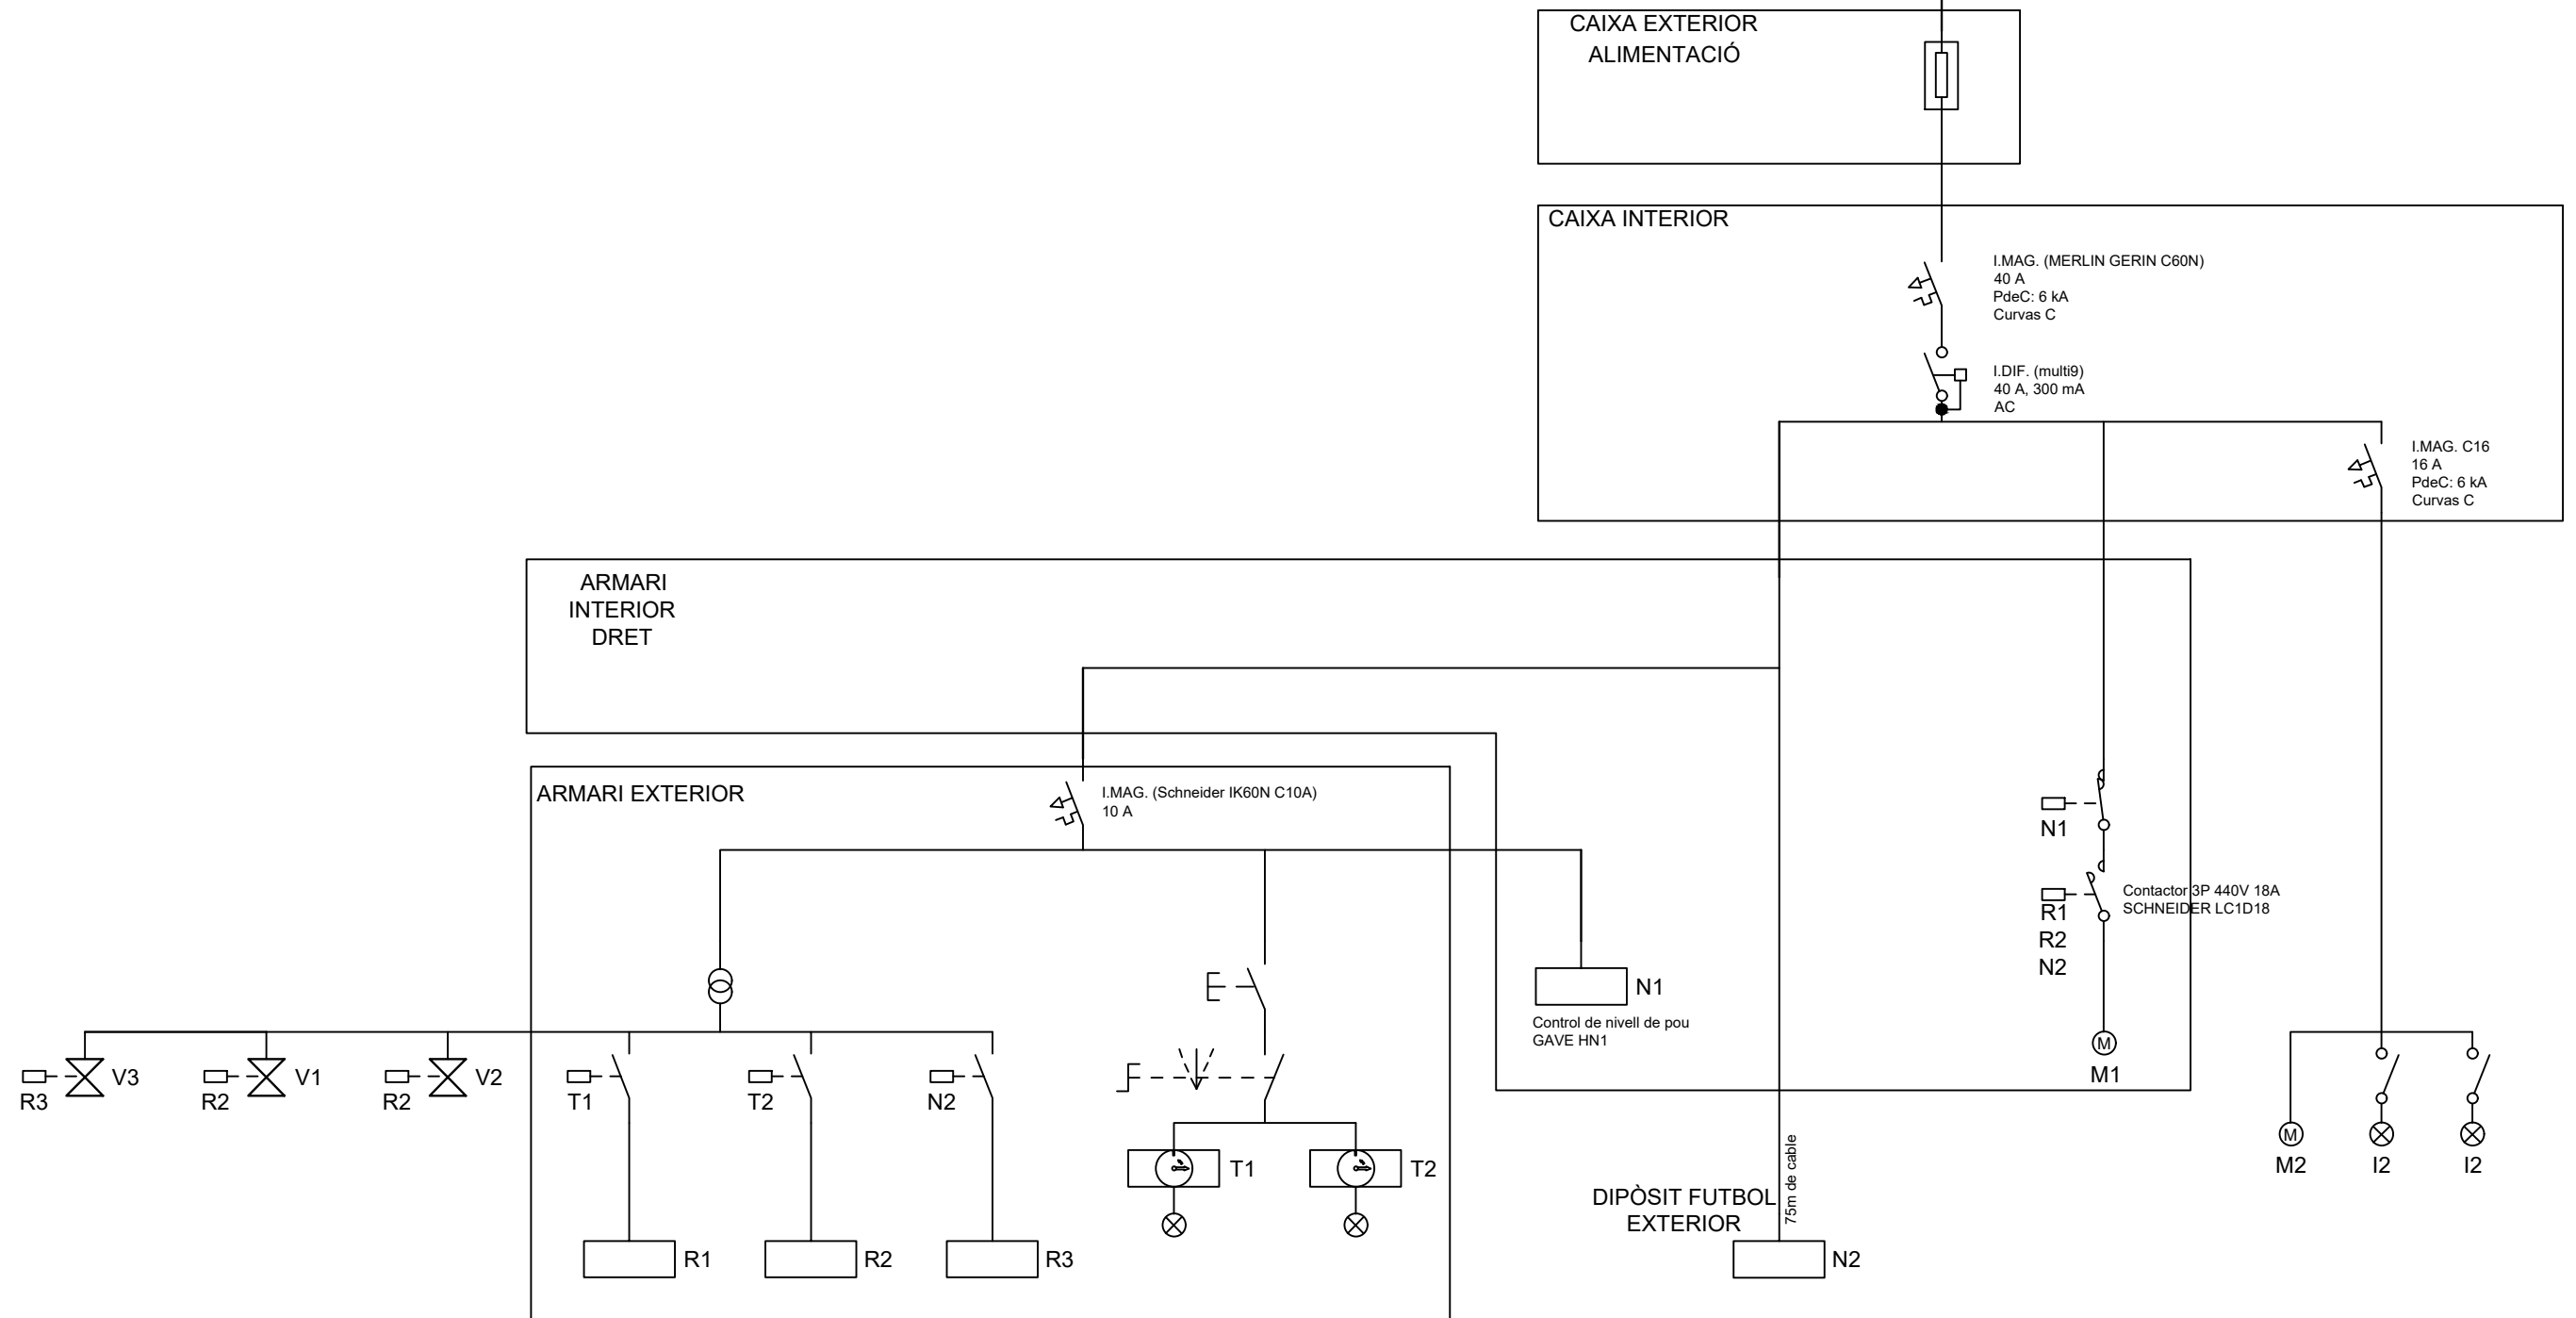 CAIXA EXTERIOR
ALIMENTACIÓ
CAIXA INTERIOR
I.MAG. (MERLIN GERIN C60N)
40 A
PdeC: 6 kA
Curvas C
I.DIF. (multi9)
40 A, 300 mA
AC
I.MAG. C16
16 A
PdeC: 6 kA
Curvas C
ARMARI
INTERIOR
DRET
ARMARI EXTERIOR
I.MAG. (Schneider IK60N C10A)
10 A
N1
Contactor 3P 440V 18A
SCHNEIDER LC1D18
R1
R2
N2
N1
Control de nivell de pou
GAVE HN1
M
M1
V3
R3
V1
R2
V2
R2
T1
T2
N2
T1
T2
M
M2
I2
I2
75m de cable
DIPÒSIT FUTBOL
EXTERIOR
R1
R2
R3
N2